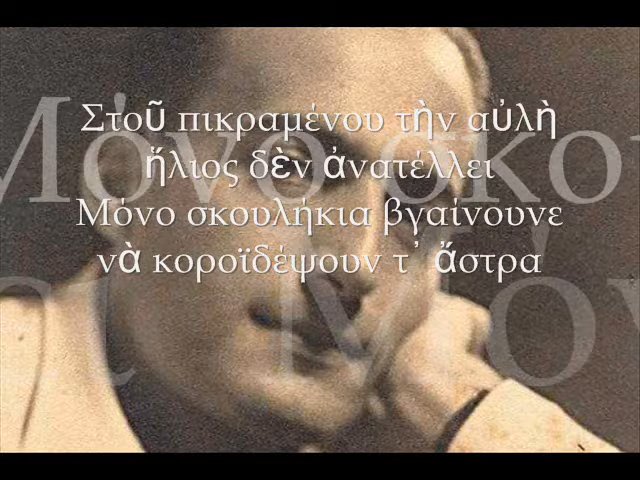 Στοῦ πικραμένου τὴν αὐλὴ
ἥλιος δὲν ἀνατέλλει
Μόνο σκουλήκια βγαίνουνε
νὰ κοροϊδέψουν τ᾽ ἄστρα